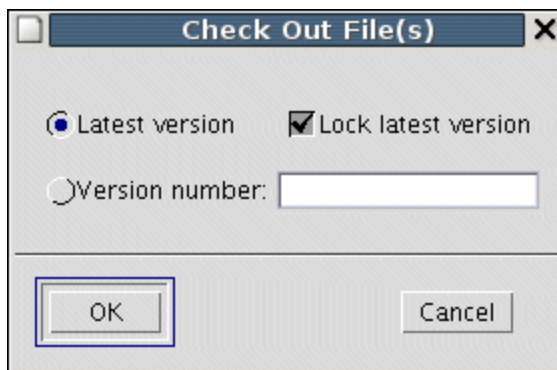 Check Out File(s)
Latest version Lock latest version
Version number:
OK Cancel